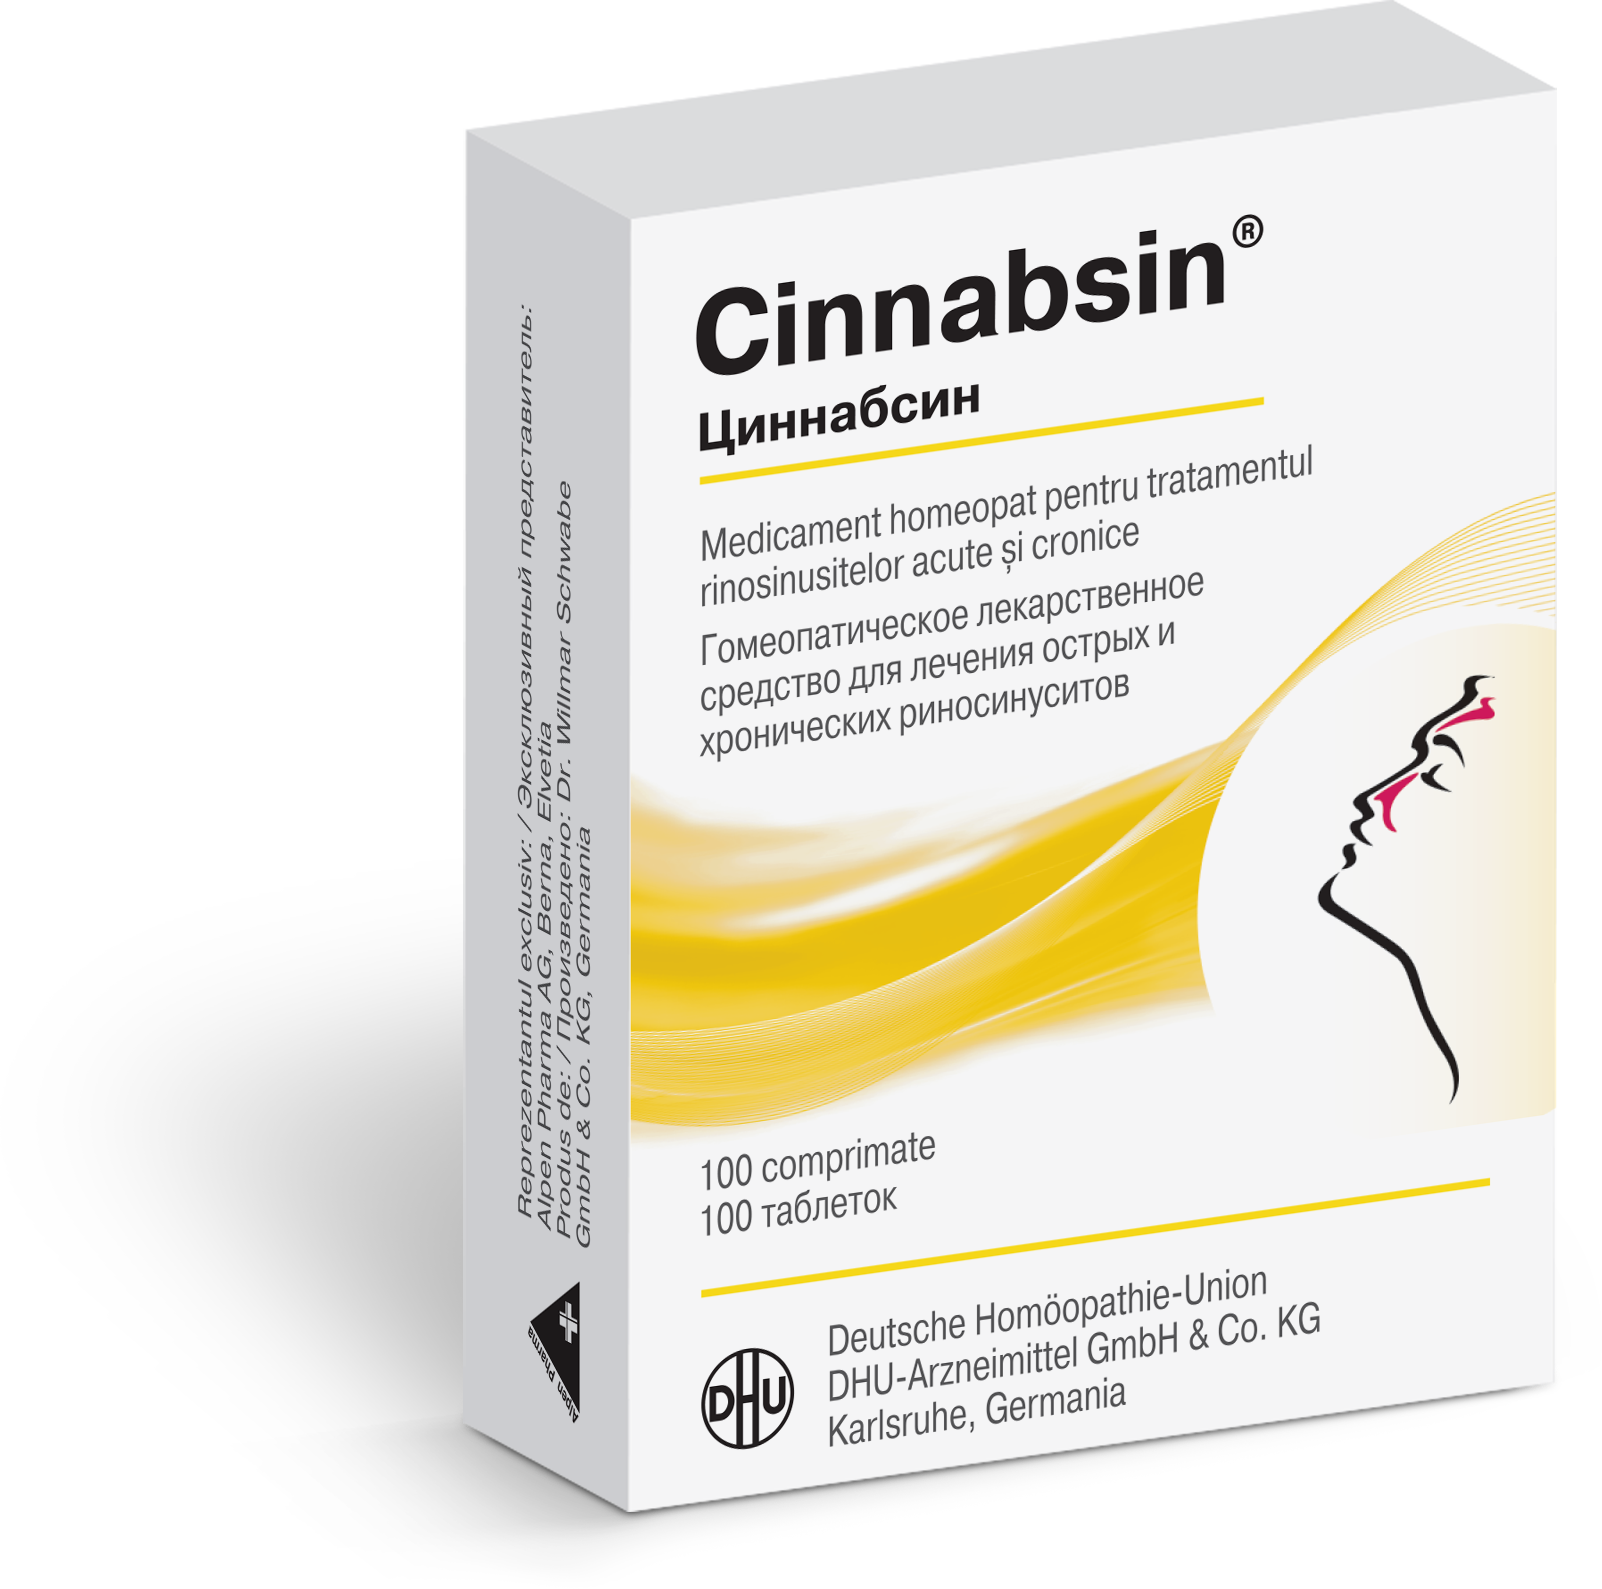 Cinnabsin®
Циннабсин
Medicament homeopat pentru tratamentul
rinosinusitelor acute și cronice
Гомеопатическое лекарственное
средство для лечения острых и
хронических риносинуситов
100 comprimate
100 таблеток
DHU
Deutsche Homöopathie-Union
DHU-Arzneimittel GmbH & Co. KG
Karlsruhe, Germania
Reprezentantul exclusiv: / Эксклюзивный представитель:
Alpen Pharma AG, Berna, Elvetia
Produs de: / Произведено: Dr. Willmar Schwabe
GmbH & Co. KG, Germania
Alpen Pharma